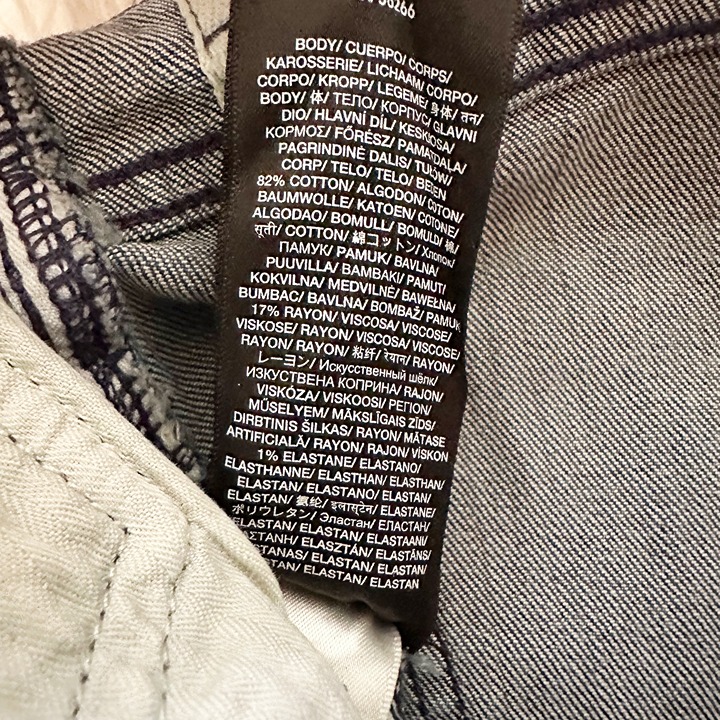 36266
BODY/ CUERPO/ CORPS/
KAROSSERIE/ LICHAAM/ CORPO/
CORPO/ KROPP/ LEGEME/ 身体/ तन/
BODY/ 体/ ТЕЛО/ КОРПУС/ GLAVNI
DIO/ HLAVNÍ DÍL/ KESKIOSA/
ΚΟΡΜΟΣ/ FŐRÉSZ/ PAMATDAĻA/
PAGRINDINĖ DALIS/ TUŁÓW/
CORP/ TELO/ TELO/ BEDEN
82% COTTON/ ALGODON/ COTON/
BAUMWOLLE/ KATOEN/ COTONE/
ALGODAO/ BOMULL/ BOMULD/ 棉/
सूती/ COTTON/ 綿コットン/ Хлопок/
ПАМУК/ PAMUK/ BAVLNA/
PUUVILLA/ BAMBAKI/ PAMUT/
KOKVILNA/ MEDVILNĖ/ BAWEŁNA/
BUMBAC/ BAVLNA/ BOMBAŽ/ PAMUK
17% RAYON/ VISCOSA/ VISCOSE/
VISKOSE/ RAYON/ VISCOSA/ VISCOSE/
RAYON/ RAYON/ 粘纤/ रेयान/ RAYON/
レーヨン/ Искусственный шёлк/
ИЗКУСТВЕНА КОПРИНА/ RAJON/
VISKÓZA/ VISKOOSI/ ΡΕΓΙΟΝ/
MŰSELYEM/ MĀKSLĪGAIS ZĪDS/
DIRBTINIS ŠILKAS/ RAYON/ MĂTASE
ARTIFICIALĂ/ RAYON/ RAJON/ VİSKON
1% ELASTANE/ ELASTANO/
ELASTHANNE/ ELASTHAN/ ELASTHAN/
ELASTAN/ ELASTANO/ ELASTAN/
ELASTAN/ 氨纶/ इलास्टेन/ ELASTANE/
ポリウレタン/ Эластан/ ЕЛАСТАН/
ELASTAN/ ELASTAN/ ELASTAANI/
ΣΤΑΝΗ/ ELASZTÁN/ ELASTĀNS/
STANAS/ ELASTAN/ ELASTAN/
ELASTAN/ ELASTAN/ ELASTAN